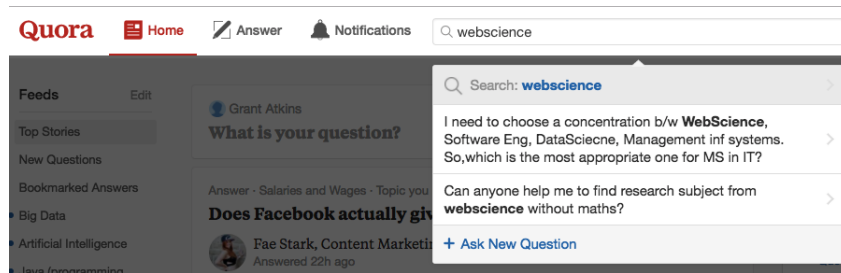 Quora Home Answer Notifications webscience
Feeds Edit
Top Stories
New Questions
Bookmarked Answers
Big Data
Artificial Intelligence
Java (programming
Grant Atkins
What is your question?
Answer · Salaries and Wages · Topic you
Does Facebook actually giv
Fae Stark, Content Marketi
Answered 22h ago
Search: webscience
I need to choose a concentration b/w WebScience,
Software Eng, DataSciecne, Management inf systems.
So,which is the most appropriate one for MS in IT?
Can anyone help me to find research subject from
webscience without maths?
+ Ask New Question